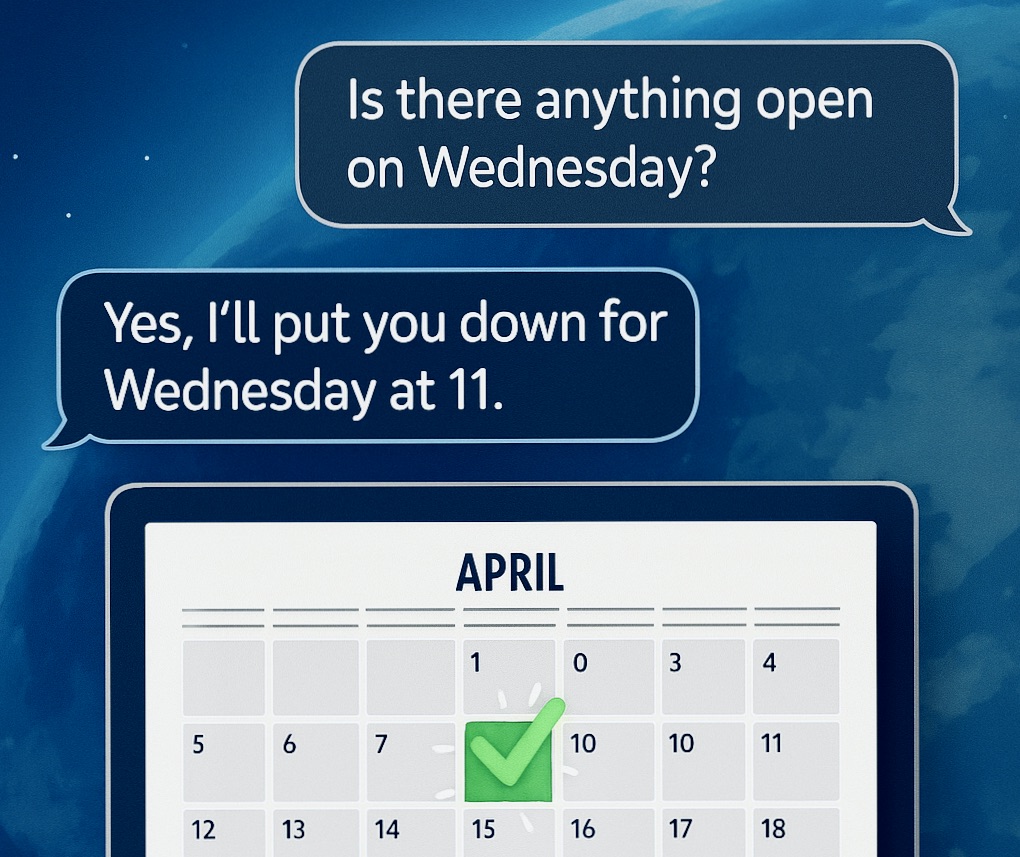 Is there anything open
on Wednesday?
Yes, I'll put you down for
Wednesday at 11.
APRIL
1 0 3 4
5 6 7 10 10 11
12 13 14 15 16 17 18